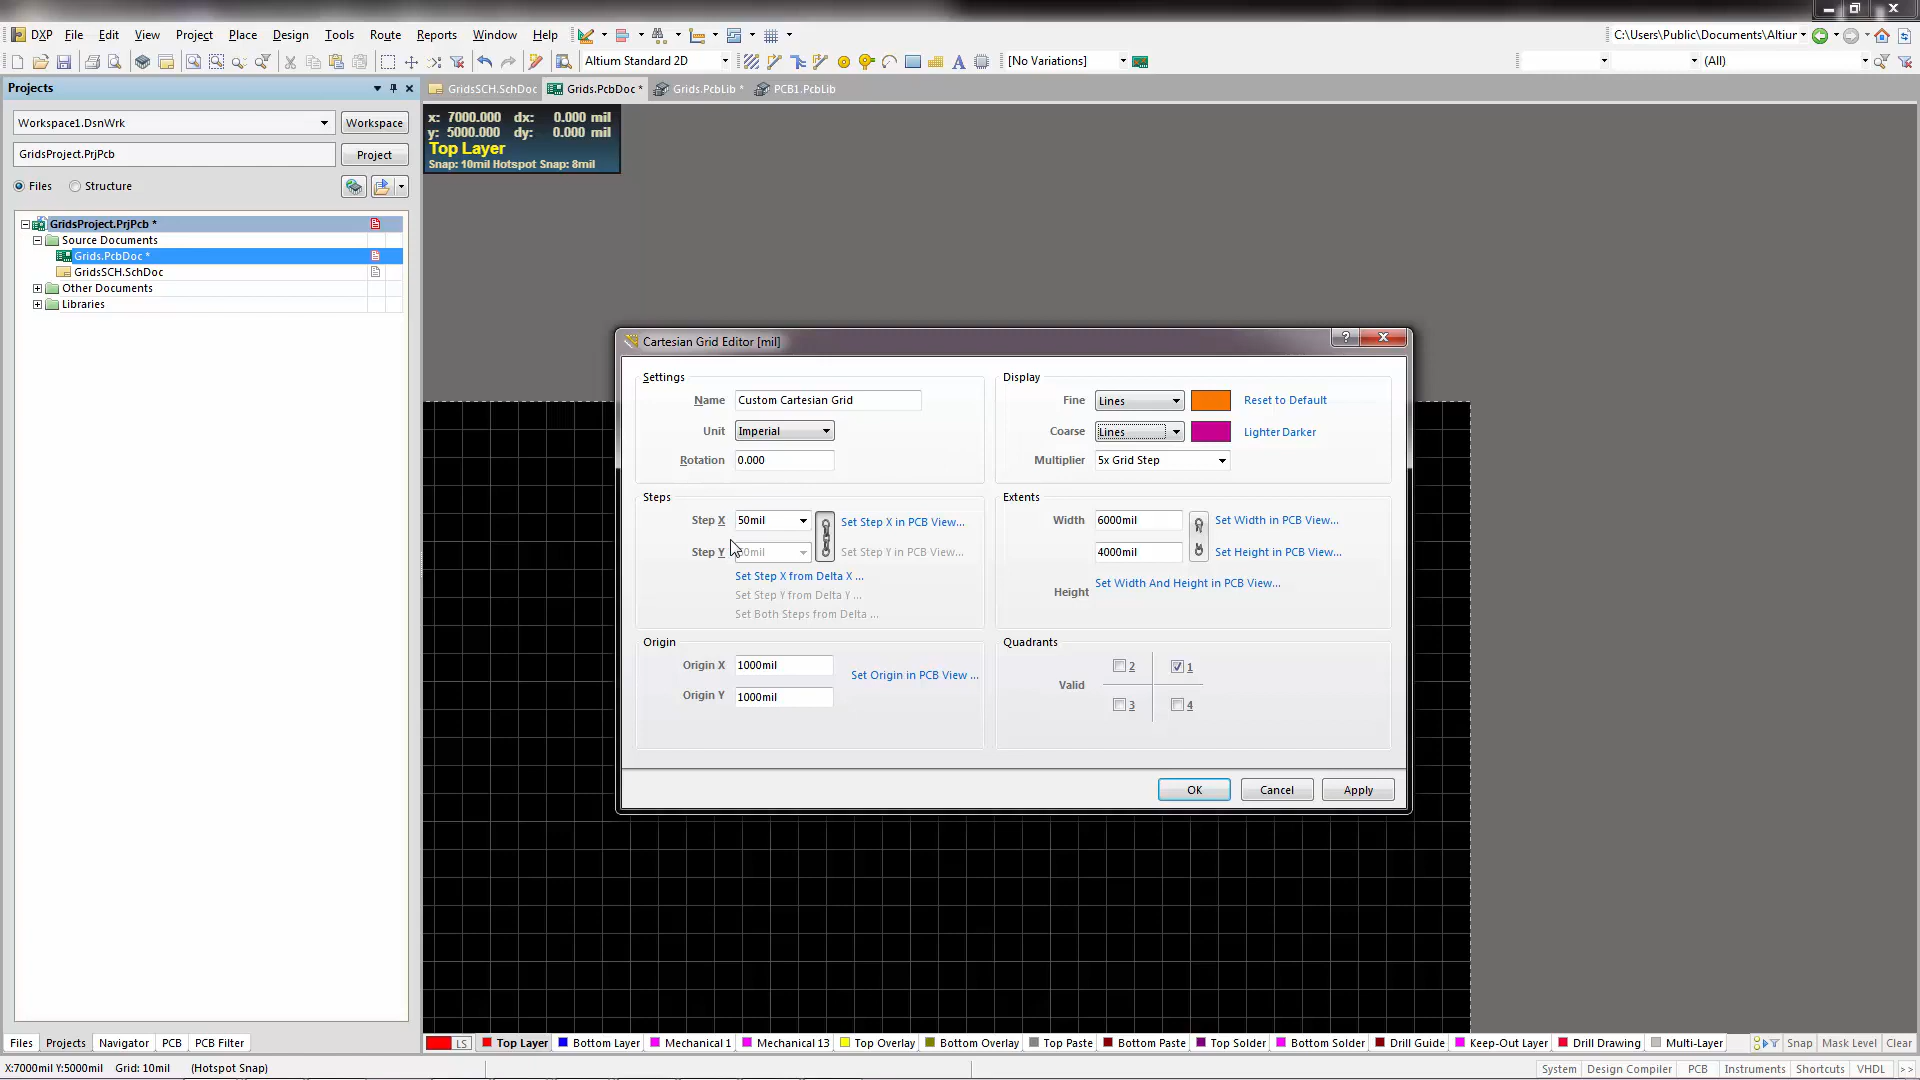 DXP File Edit View Project Place Design Tools Route Reports Window Help
C:\Users\Public\Documents\Altiur
Altium Standard 2D
[No Variations]
(All)
Projects
GridsSCH.SchDoc
Grids.PcbDoc *
Grids.PcbLib *
PCB1.PcbLib
Workspace1.DsnWrk
Workspace
GridsProject.PrjPcb
Project
Files
Structure
GridsProject.PrjPcb *
Source Documents
Grids.PcbDoc *
GridsSCH.SchDoc
Other Documents
Libraries
x: 7000.000 dx: 0.000 mil
y: 5000.000 dy: 0.000 mil
Top Layer
Snap: 10mil Hotspot Snap: 8mil
Cartesian Grid Editor [mil]
?
Settings
Name Custom Cartesian Grid
Unit Imperial
Rotation 0.000
Display
Fine Lines Reset to Default
Coarse Lines Lighter Darker
Multiplier 5x Grid Step
Steps
Step X 50mil Set Step X in PCB View...
Step Y Set Step Y in PCB View...
Set Step X from Delta X ...
Set Step Y from Delta Y ...
Set Both Steps from Delta ...
Extents
Width 6000mil Set Width in PCB View...
4000mil Set Height in PCB View...
Height Set Width And Height in PCB View...
Origin
Origin X 1000mil
Origin Y 1000mil
Set Origin in PCB View ...
Quadrants
Valid
2 1
3 4
OK Cancel Apply
Files Projects Navigator PCB PCB Filter
LS Top Layer Bottom Layer Mechanical 1 Mechanical 13 Top Overlay Bottom Overlay Top Paste Bottom Paste Top Solder Bottom Solder Drill Guide Keep-Out Layer Drill Drawing Multi-Layer Snap Mask Level Clear
X:7000mil Y:5000mil Grid: 10mil (Hotspot Snap)
System Design Compiler PCB Instruments Shortcuts VHDL >>